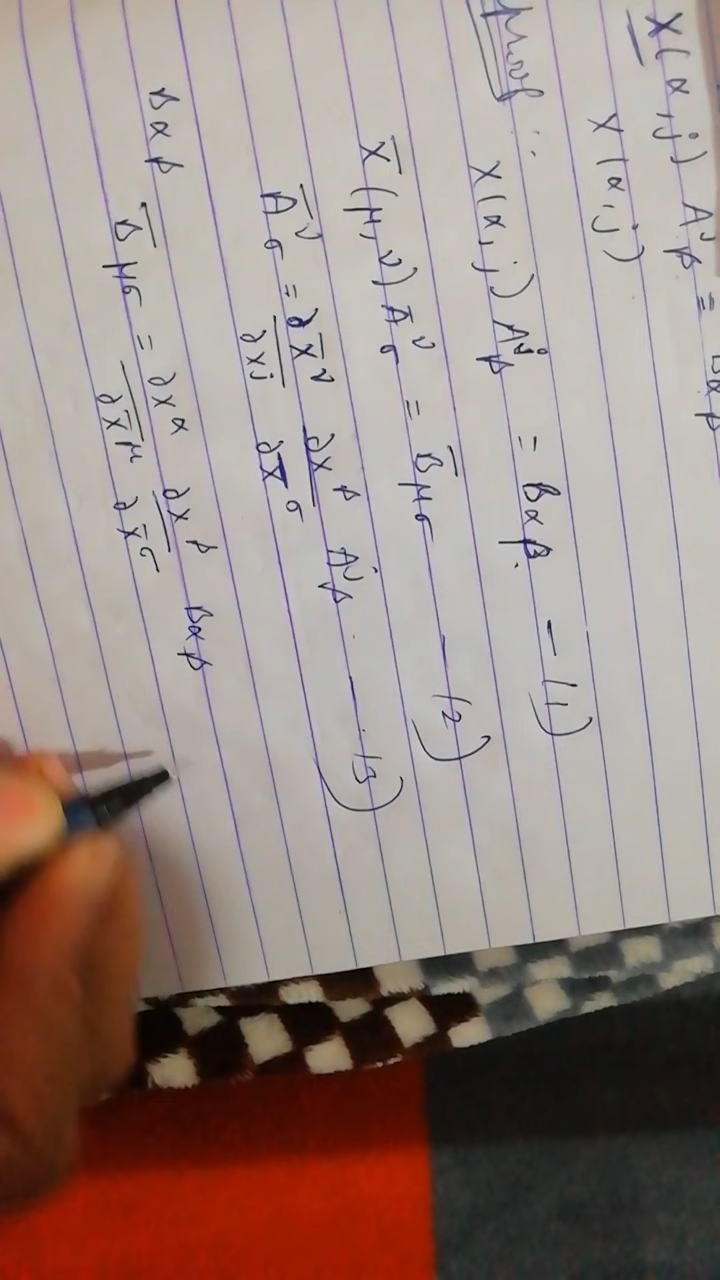 X(α,j) A^j_β = B_αβ
X(α,j)
proof :-
X(α,j) A^j_β = B_αβ. — (1)
X̄(μ,ν) Ā^ν_σ = B̄_μσ — (2)
Ā^ν_σ = ∂x̄^ν/∂x^j ∂x^β/∂x̄^σ A^j_β. — (3)
B_αβ
B̄_μσ = ∂x^α/∂x̄^μ ∂x^β/∂x̄^σ B_αβ